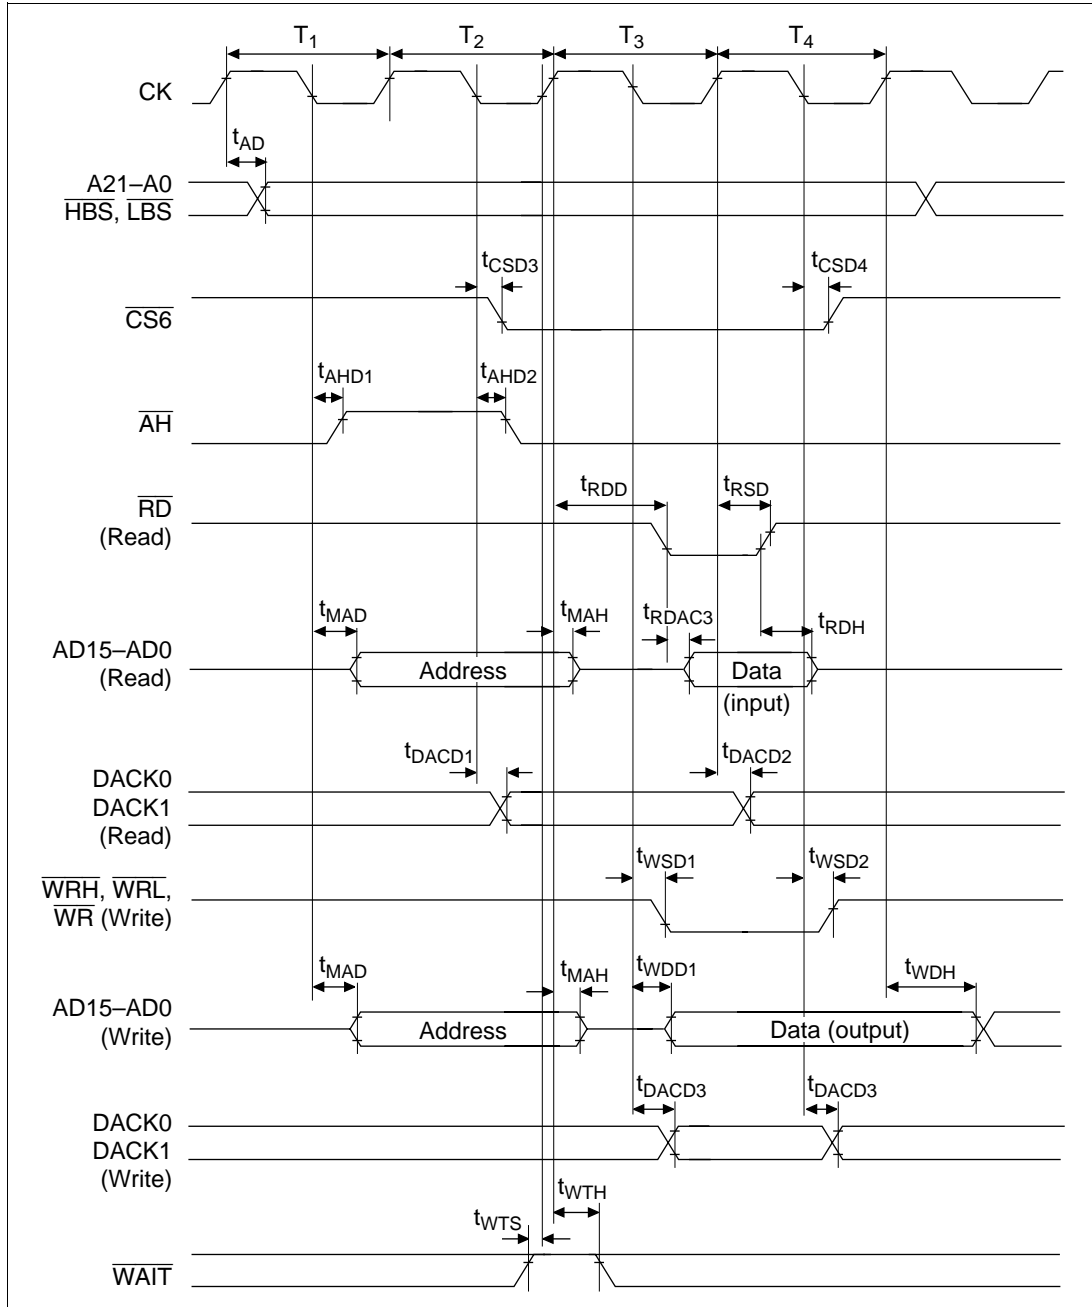 T1 T2 T3 T4
CK
tAD
A21–A0
HBS, LBS
tCSD3 tCSD4
CS6
tAHD1 tAHD2
AH
tRDD tRSD
RD
(Read)
tMAD tMAH tRDAC3 tRDH
AD15–AD0
(Read)
Address Data
(input)
tDACD1 tDACD2
DACK0
DACK1
(Read)
tWSD1 tWSD2
WRH, WRL,
WR (Write)
tMAD tMAH tWDD1 tWDH
AD15–AD0
(Write)
Address Data (output)
tDACD3 tDACD3
DACK0
DACK1
(Write)
tWTH
tWTS
WAIT